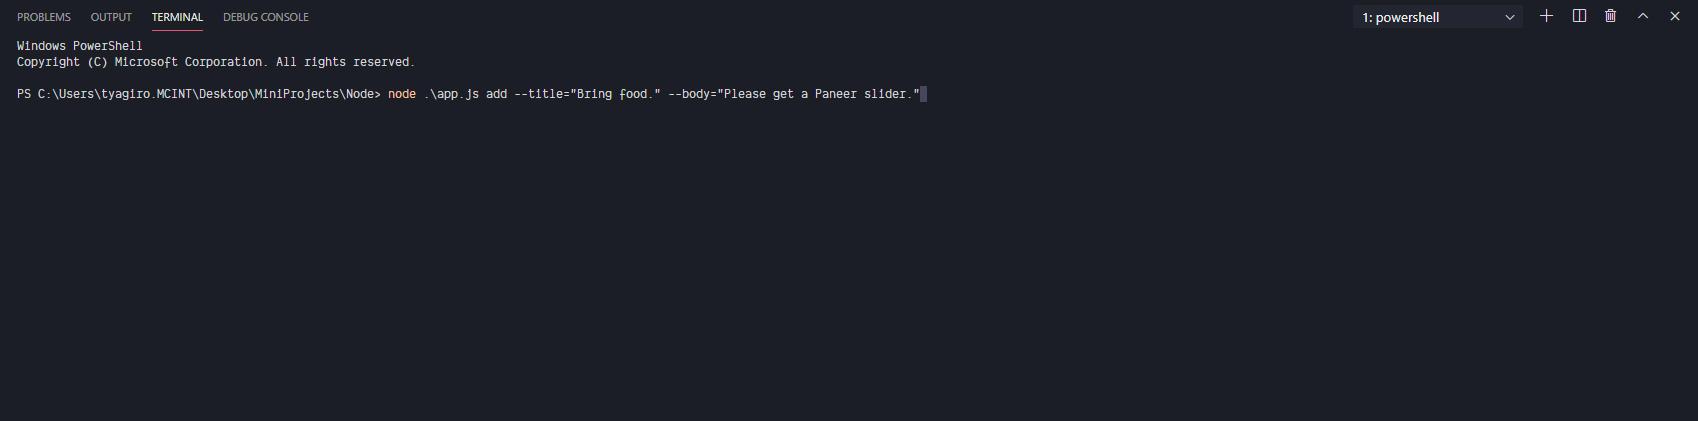 PROBLEMS OUTPUT TERMINAL DEBUG CONSOLE 1: powershell
Windows PowerShell
Copyright (C) Microsoft Corporation. All rights reserved.
PS C:\Users\tyagiro.MCINT\Desktop\MiniProjects\Node> node .\app.js add --title="Bring food." --body="Please get a Paneer slider."